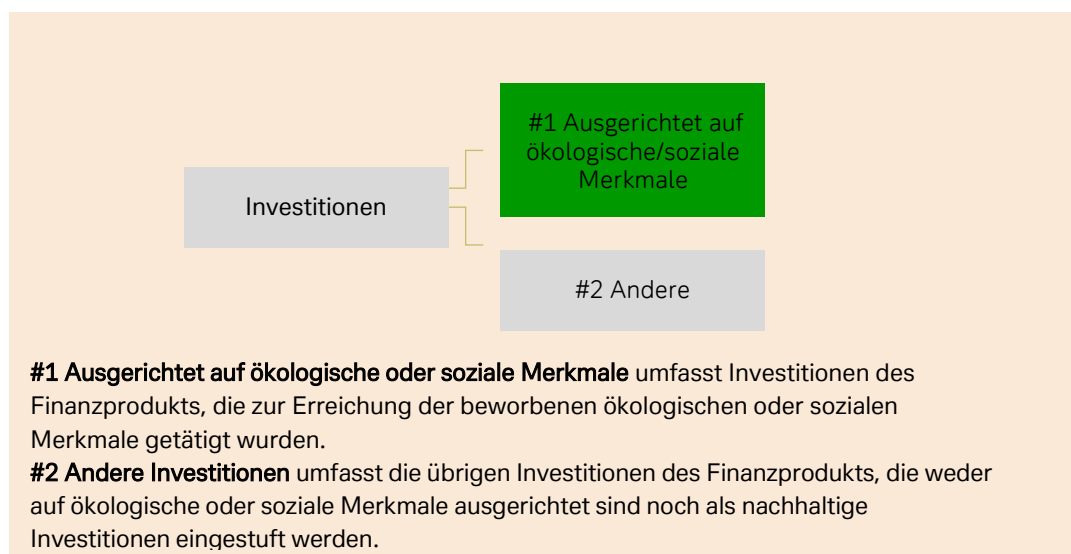 #1 Ausgerichtet auf
ökologische/soziale
Merkmale
Investitionen
#2 Andere
#1 Ausgerichtet auf ökologische oder soziale Merkmale umfasst Investitionen des
Finanzprodukts, die zur Erreichung der beworbenen ökologischen oder sozialen
Merkmale getätigt wurden.
#2 Andere Investitionen umfasst die übrigen Investitionen des Finanzprodukts, die weder
auf ökologische oder soziale Merkmale ausgerichtet sind noch als nachhaltige
Investitionen eingestuft werden.